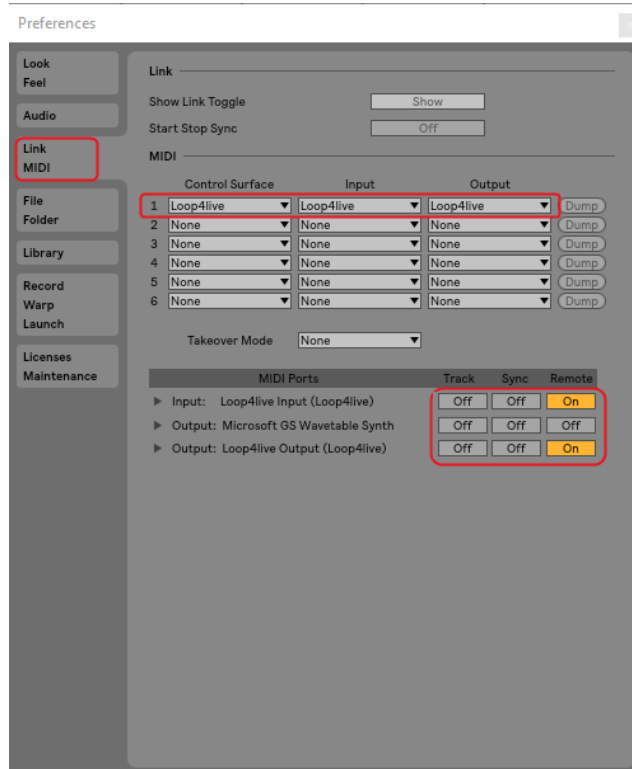 Preferences
Look
Feel
Audio
Link
MIDI
File
Folder
Library
Record
Warp
Launch
Licenses
Maintenance
Link
Show Link Toggle Show
Start Stop Sync Off
MIDI
Control Surface Input Output
1 Loop4live Loop4live Loop4live Dump
2 None None None Dump
3 None None None Dump
4 None None None Dump
5 None None None Dump
6 None None None Dump
Takeover Mode None
MIDI Ports Track Sync Remote
Input: Loop4live Input (Loop4live) Off Off On
Output: Microsoft GS Wavetable Synth Off Off Off
Output: Loop4live Output (Loop4live) Off Off On